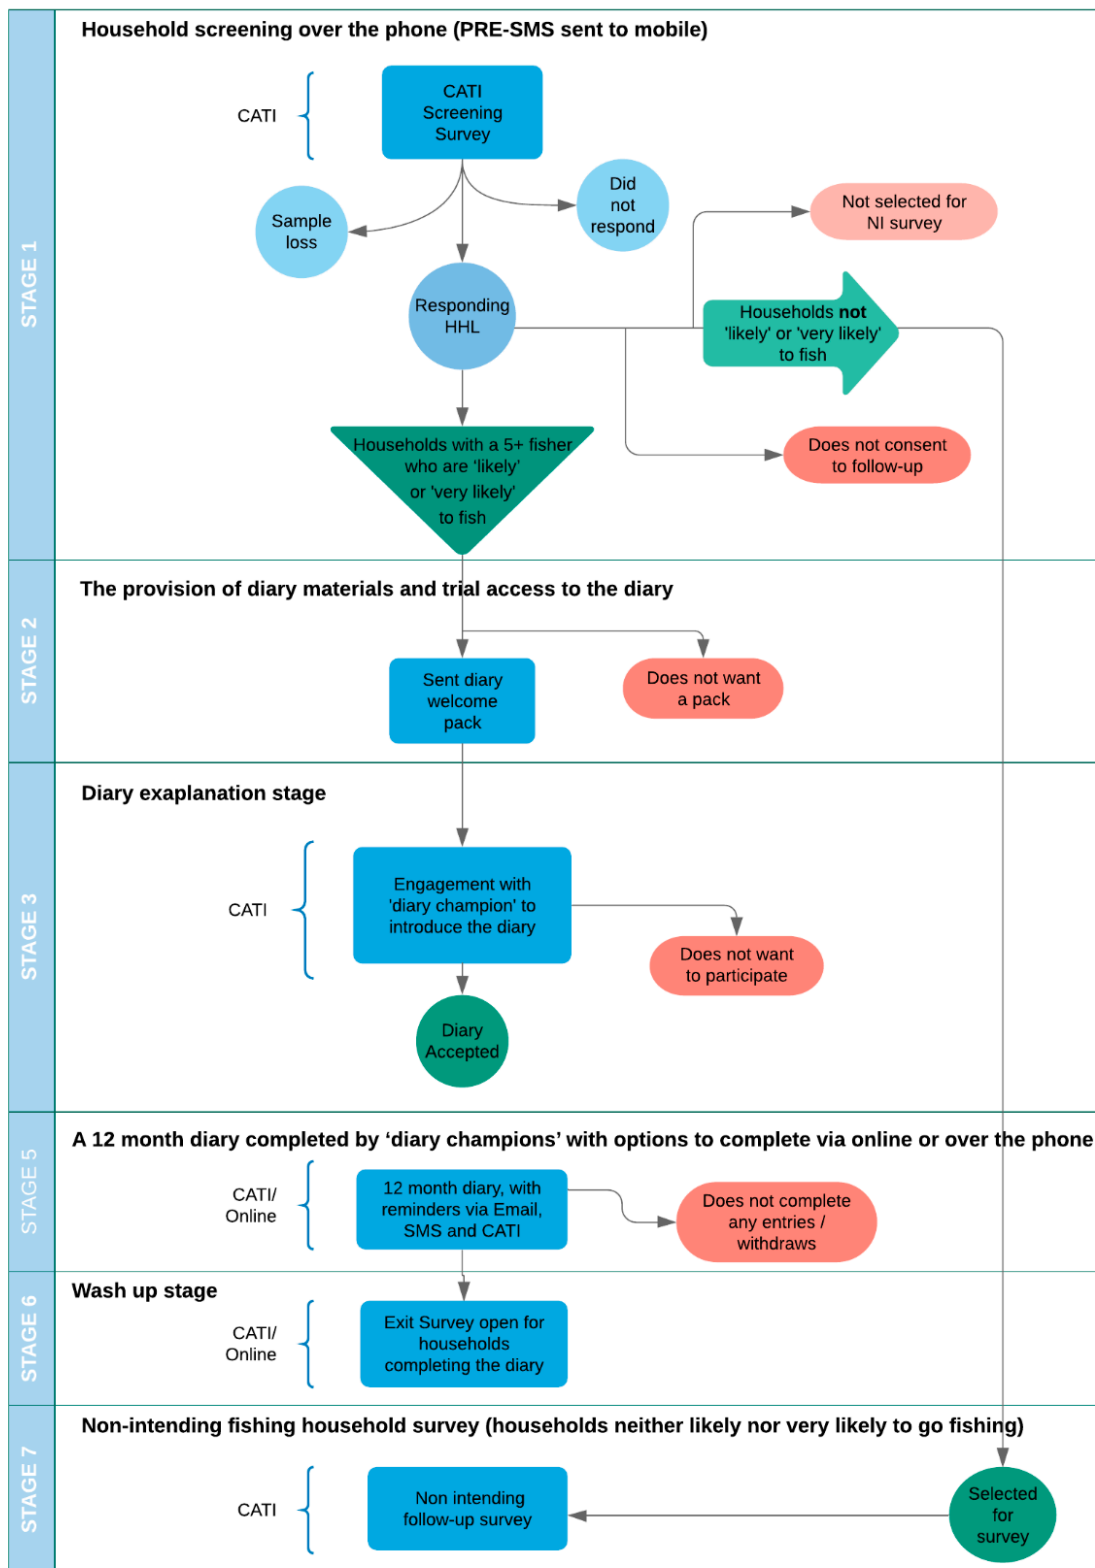 Household screening over the phone (PRE-SMS sent to mobile)
STAGE 1
CATI
CATI
Screening
Survey
Sample
loss
Did
not
respond
Not selected for
NI survey
Responding
HHL
Households not
'likely' or 'very likely'
to fish
Households with a 5+ fisher
who are 'likely'
or 'very likely'
to fish
Does not consent
to follow-up
The provision of diary materials and trial access to the diary
STAGE 2
Sent diary
welcome
pack
Does not want
a pack
Diary exaplanation stage
STAGE 3
CATI
Engagement with
'diary champion' to
introduce the diary
Does not want
to participate
Diary
Accepted
A 12 month diary completed by ‘diary champions’ with options to complete via online or over the phone
STAGE 5
CATI/
Online
12 month diary, with
reminders via Email,
SMS and CATI
Does not complete
any entries /
withdraws
Wash up stage
STAGE 6
CATI/
Online
Exit Survey open for
households
completing the diary
Non-intending fishing household survey (households neither likely nor very likely to go fishing)
STAGE 7
CATI
Non intending
follow-up survey
Selected
for
survey